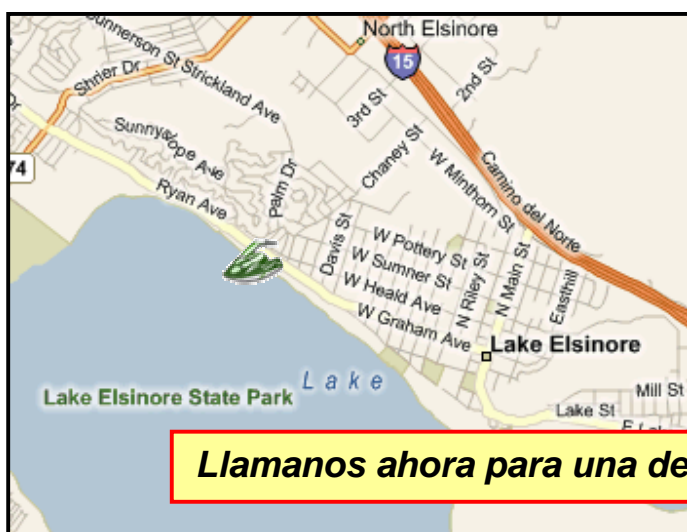 North Elsinore
Gunnerson St
Strickland Ave
15
2nd St
Shrier Dr
3rd St
Sunnyslope Ave
Chaney St
W Minthorn St
Camino del Norte
74
Dr
Palm Dr
Ryan Ave
Davis St
W Pottery St
W Sumner St
N Riley St
N Main St
Easthill
W Heald Ave
W Graham Ave
Lake Elsinore
Lake
Lake Elsinore State Park
Mill St
Lake St
Llamanos ahora para una de